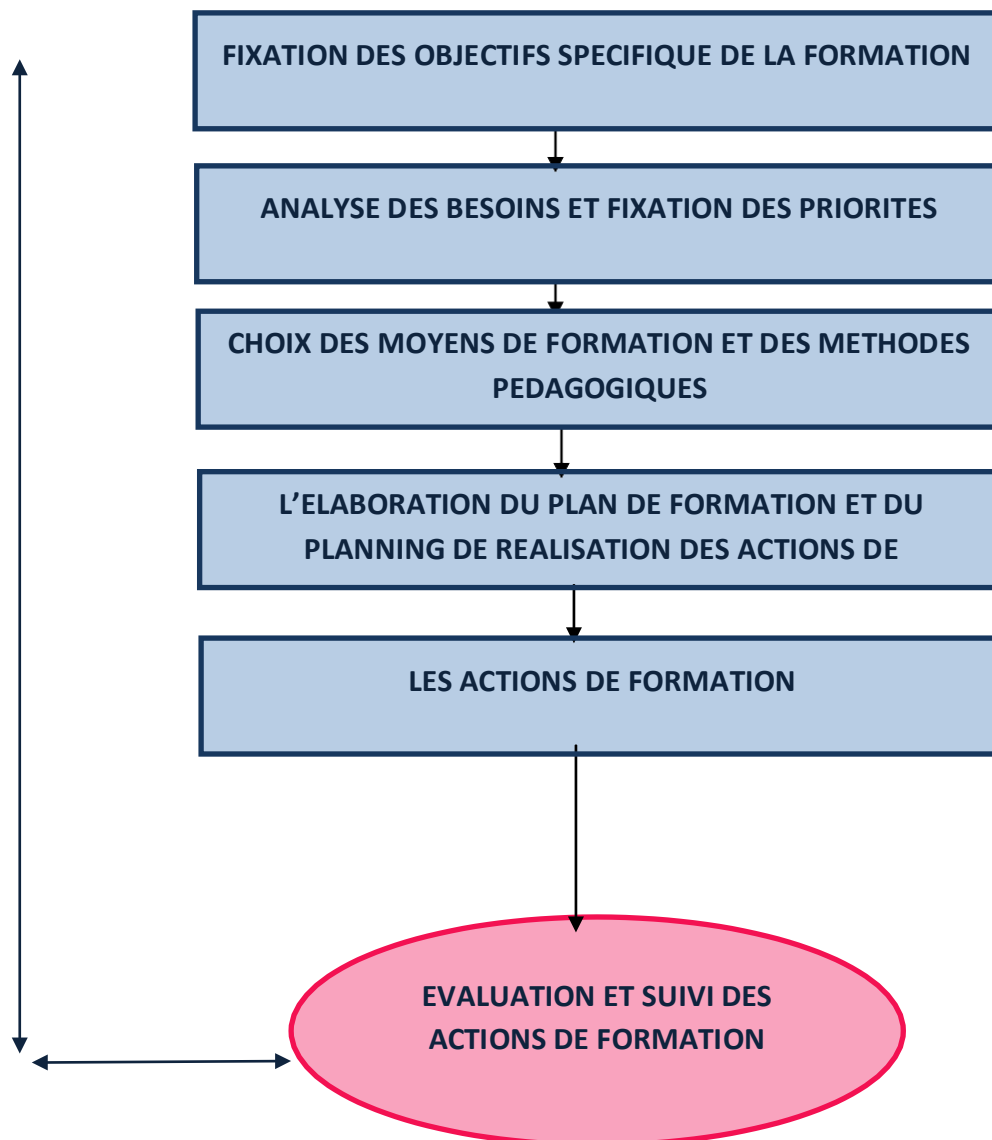 FIXATION DES OBJECTIFS SPECIFIQUE DE LA FORMATION
ANALYSE DES BESOINS ET FIXATION DES PRIORITES
CHOIX DES MOYENS DE FORMATION ET DES METHODES
PEDAGOGIQUES
L’ELABORATION DU PLAN DE FORMATION ET DU
PLANNING DE REALISATION DES ACTIONS DE
LES ACTIONS DE FORMATION
EVALUATION ET SUIVI DES
ACTIONS DE FORMATION